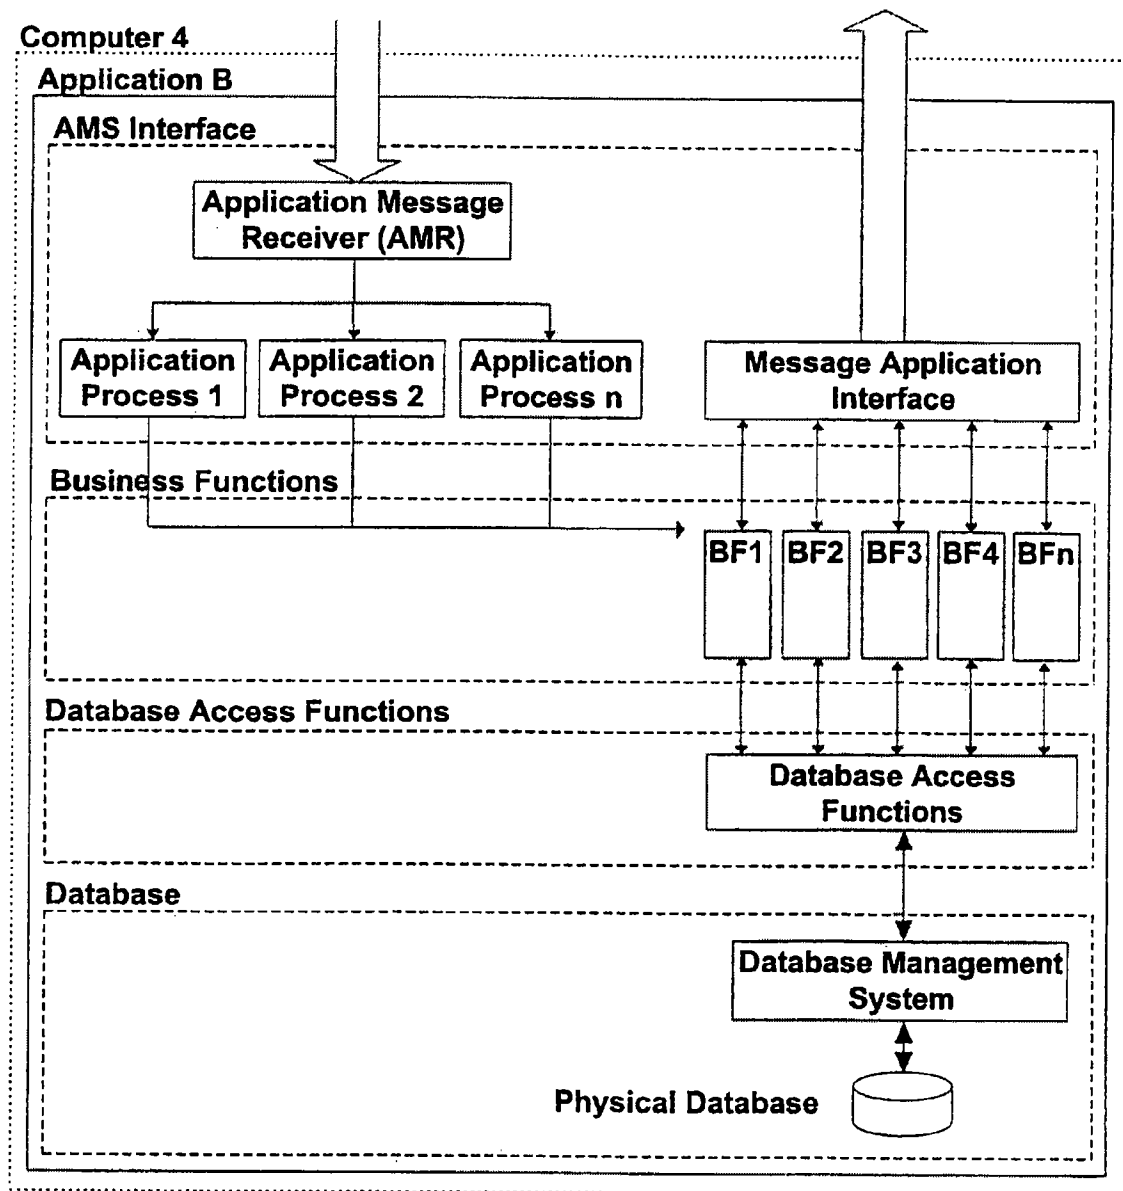 Computer 4
Application B
AMS Interface
Application Message
Receiver (AMR)
Application
Process 1
Application
Process 2
Application
Process n
Message Application
Interface
Business Functions
BF1
BF2
BF3
BF4
BFn
Database Access Functions
Database Access
Functions
Database
Database Management
System
Physical Database